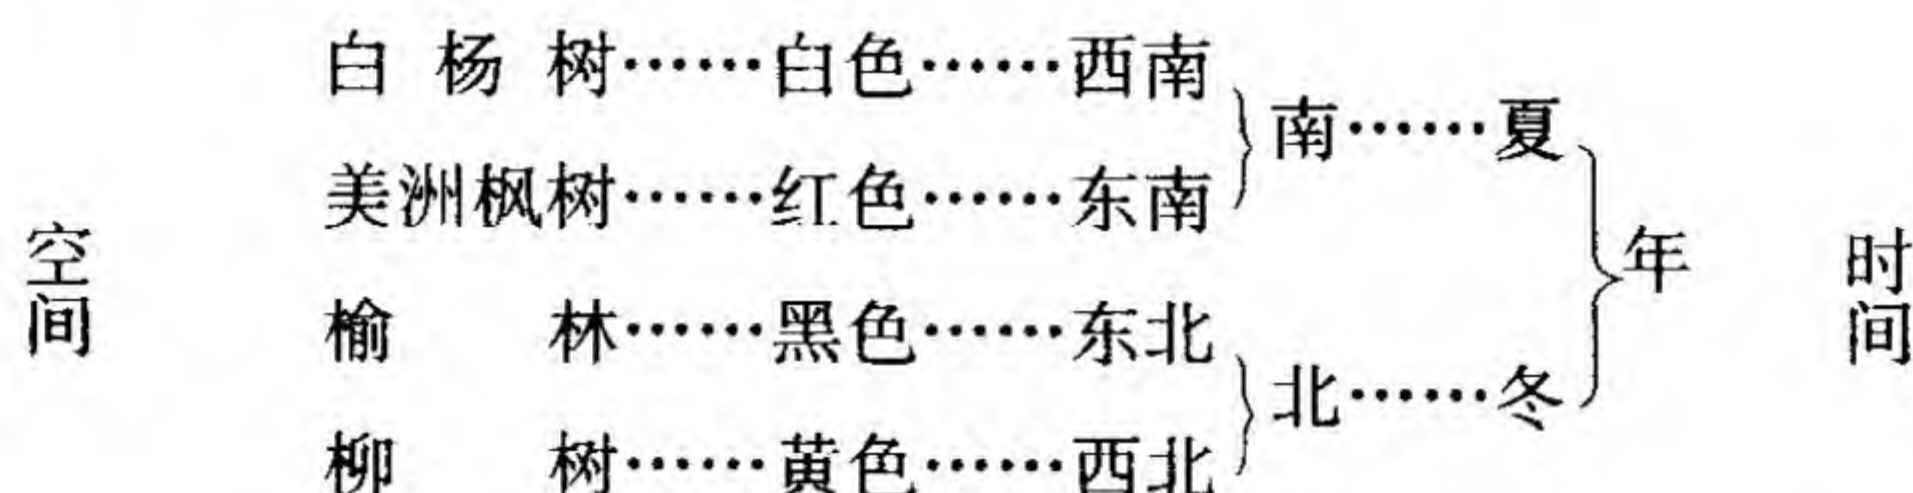 白杨树……白色……西南
南……夏
美洲枫树……红色……东南
空间
年
时间
榆林……黑色……东北
北……冬
柳树……黄色……西北